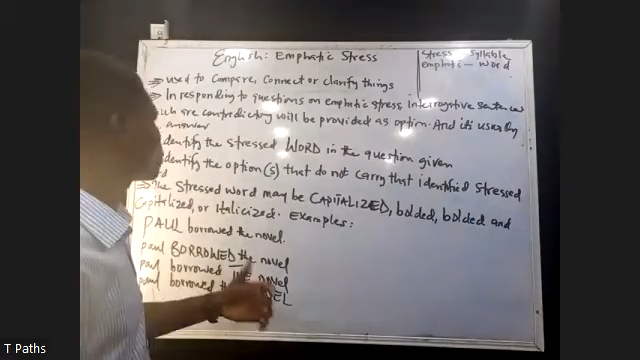 English: Emphatic Stress
Stress - Syllable
emphatic - word
⇒ used to Compare, Connect or clarify things
⇒ In responding to questions on emphatic stress, interrogative sentences
which are contradicting will be provided as option. And its usually
answer
Identify the stressed WORD in the question given
Identify the option(s) that do not carry that identified stressed
⇒ The Stressed word may be CAPITALIZED, bolded, bolded and
Capitalized, or Italicized. Examples:
PAUL borrowed the novel.
paul BORROWED the novel
paul borrowed THE novel
paul borrowed
T Paths